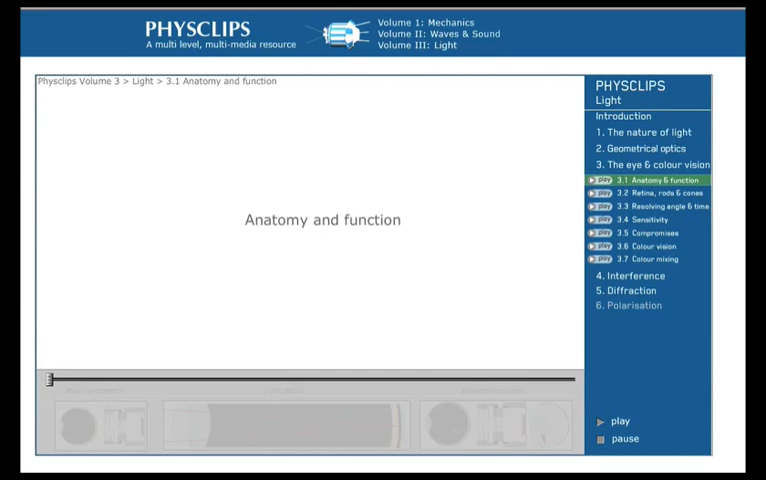 PHYSCLIPS
A multi level, multi-media resource
Volume 1: Mechanics
Volume II: Waves & Sound
Volume III: Light
Physclips Volume 3 > Light > 3.1 Anatomy and function
Anatomy and function
PHYSCLIPS
Light
Introduction
1. The nature of light
2. Geometrical optics
3. The eye & colour vision
play 3.1 Anatomy & function
play 3.2 Retina, rods & cones
play 3.3 Resolving angle & time
play 3.4 Sensitivity
play 3.5 Compromises
play 3.6 Colour vision
play 3.7 Colour mixing
4. Interference
5. Diffraction
6. Polarisation
play
pause